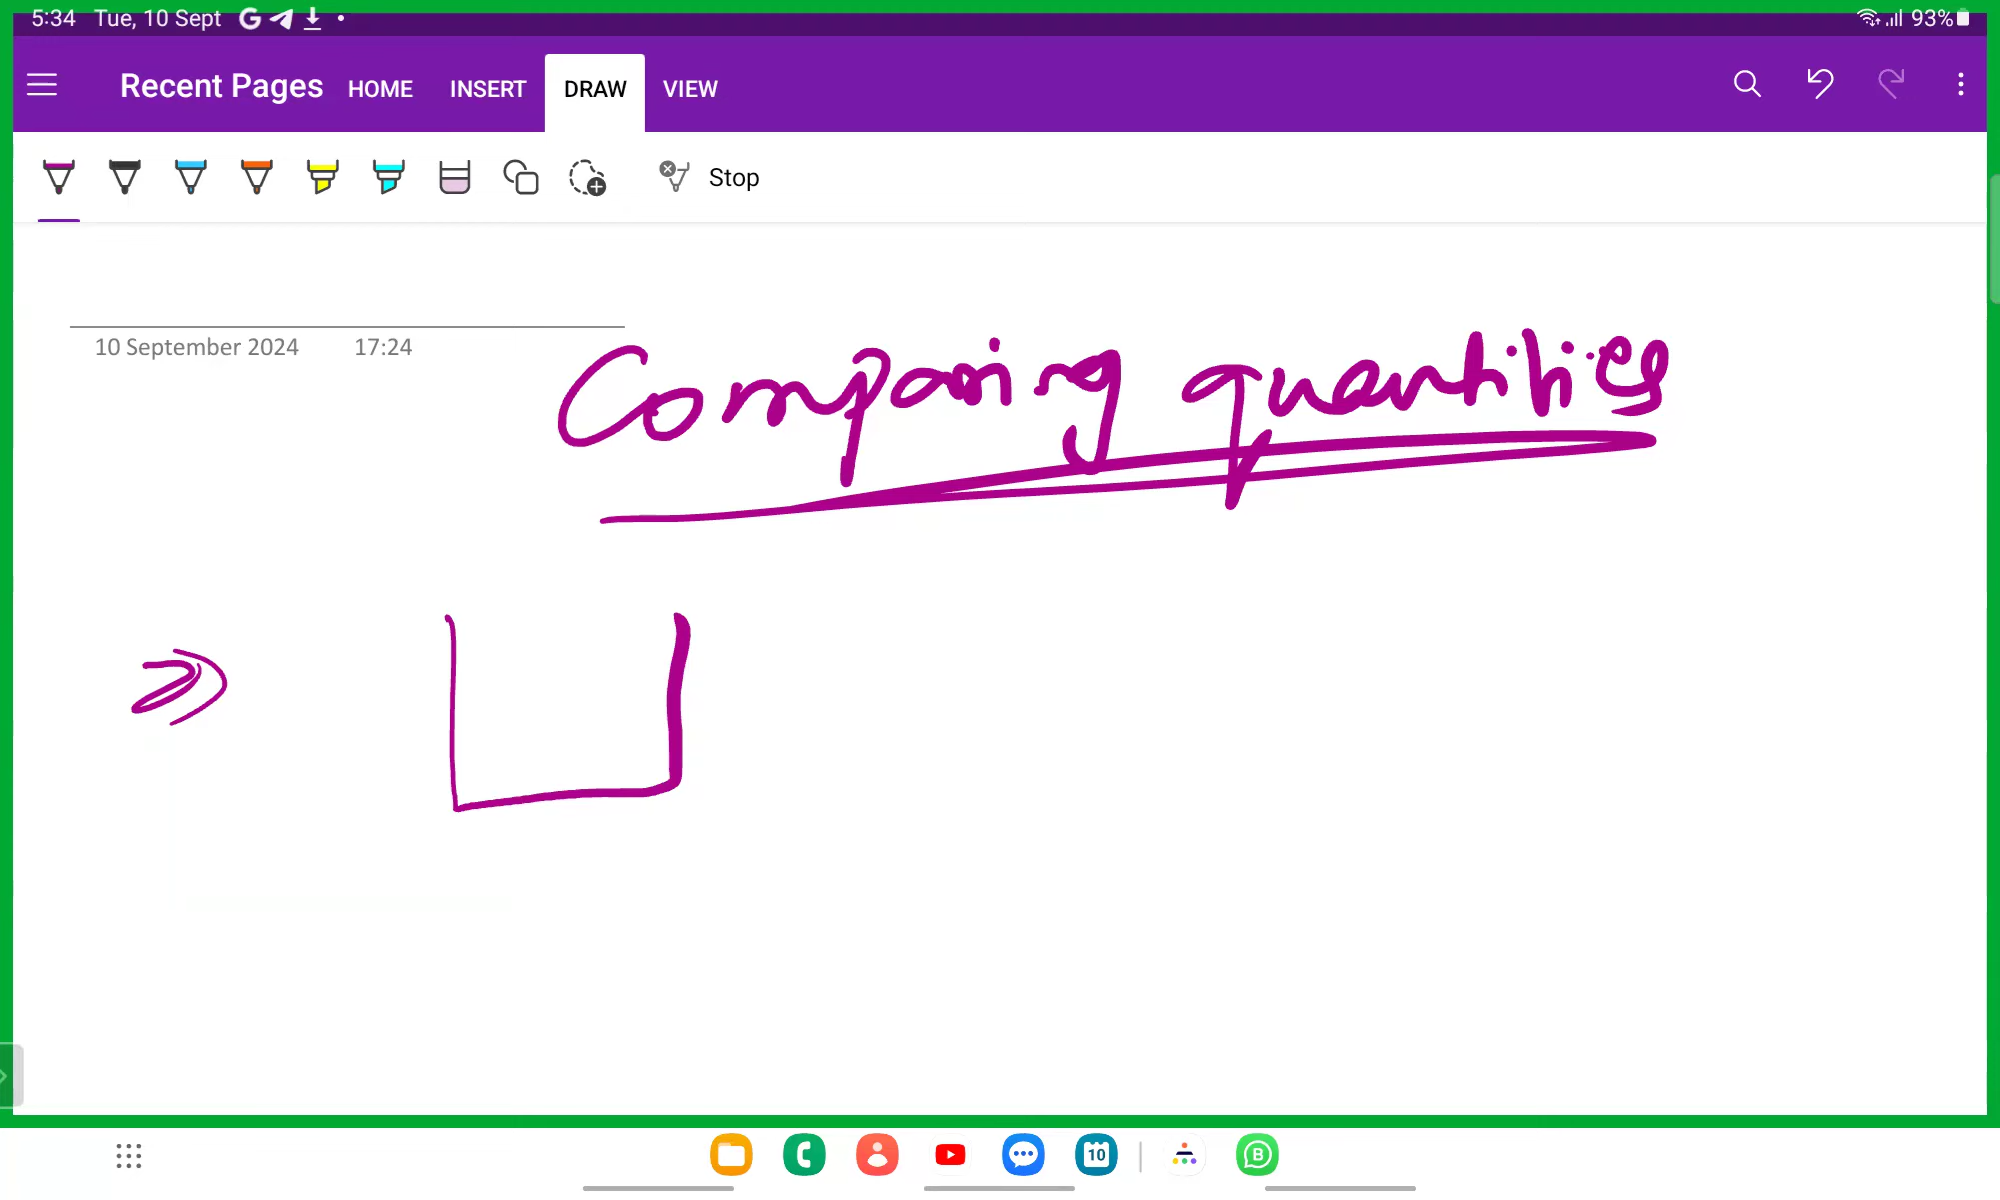 5:34 Tue, 10 Sept G 93%
Recent Pages HOME INSERT DRAW VIEW
Stop
10 September 2024 17:24
Comparing quantities
10 B